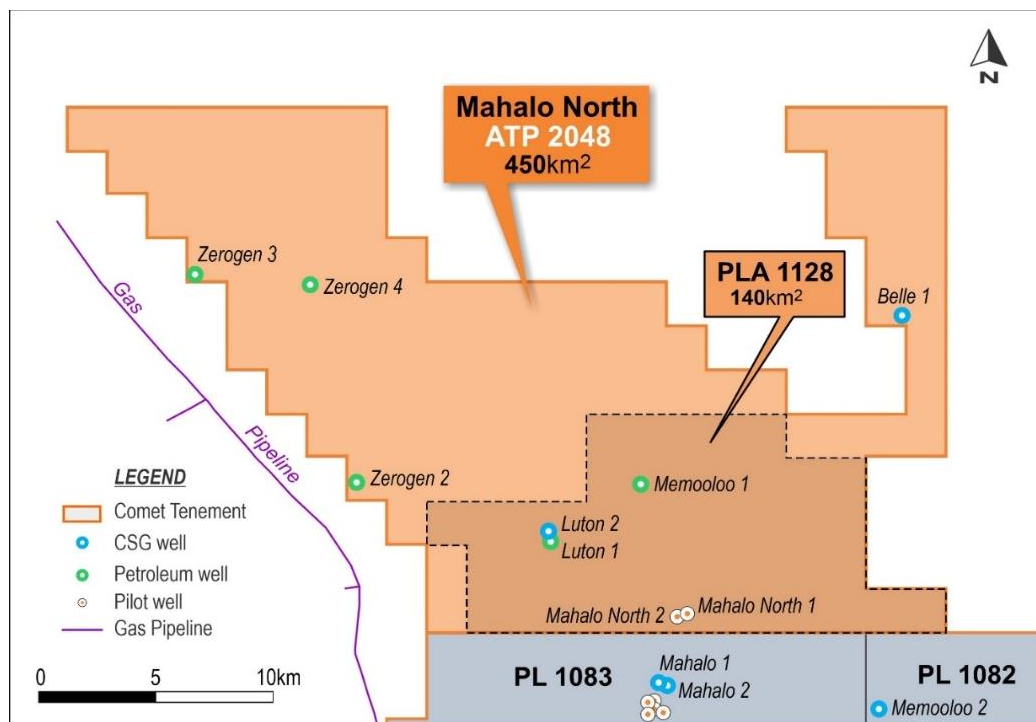 N
Mahalo North
ATP 2048
450km²
PLA 1128
140km²
Zerogen 3
Zerogen 4
Belle 1
Gas
Pipeline
Zerogen 2
Memooloo 1
Luton 2
Luton 1
Mahalo North 2
Mahalo North 1
LEGEND
Comet Tenement
CSG well
Petroleum well
Pilot well
Gas Pipeline
0 5 10km
PL 1083
Mahalo 1
Mahalo 2
PL 1082
Memooloo 2